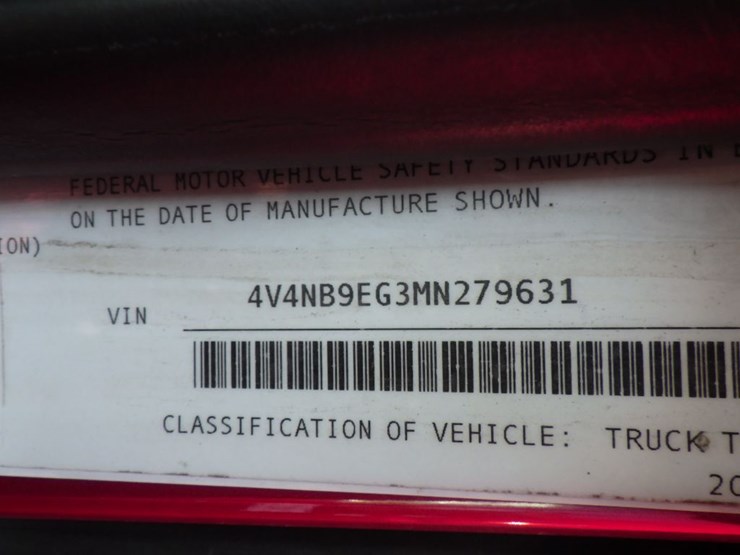 FEDERAL MOTOR VEHICLE SAFETY STANDARDS IN
ON THE DATE OF MANUFACTURE SHOWN.
ION)
VIN 4V4NB9EG3MN279631
CLASSIFICATION OF VEHICLE: TRUCK T
20